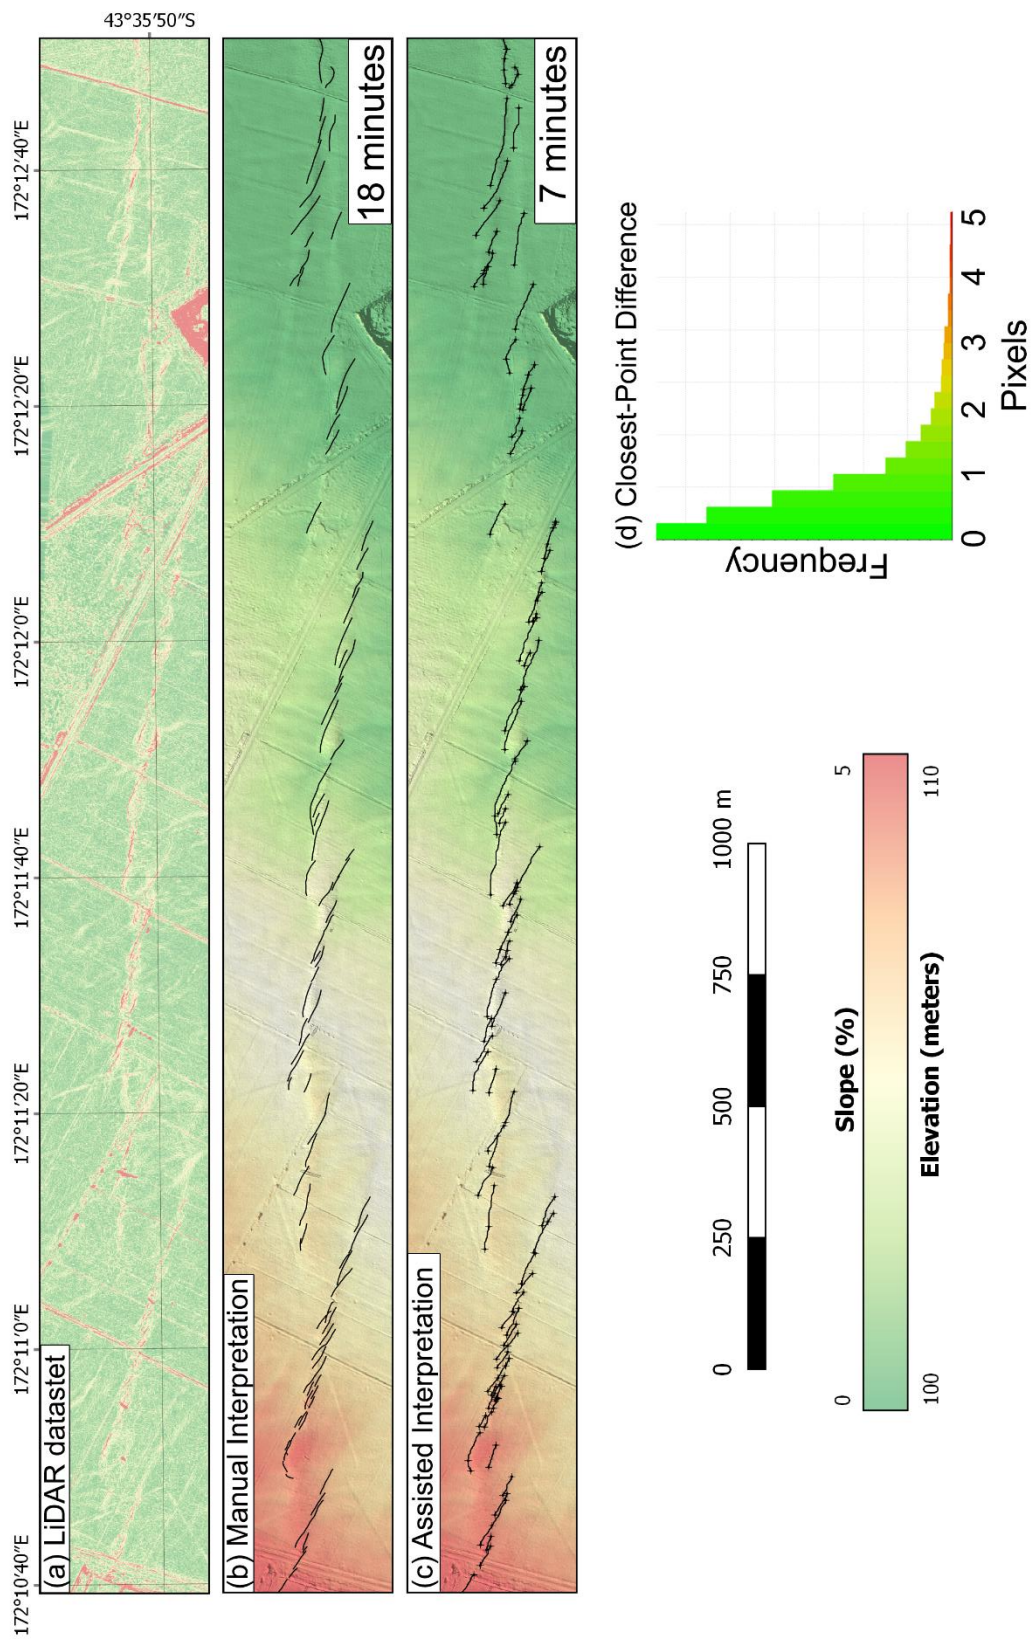 172°10'40"E
172°11'0"E
172°11'20"E
172°11'40"E
172°12'0"E
172°12'20"E
172°12'40"E
43°35'50"S
(a) LiDAR datastet
(b) Manual Interpretation
18 minutes
(c) Assisted Interpretation
7 minutes
0 250 500 750 1000 m
0 5
Slope (%)
100 110
Elevation (meters)
(d) Closest-Point Difference
Frequency
0 1 2 3 4 5
Pixels